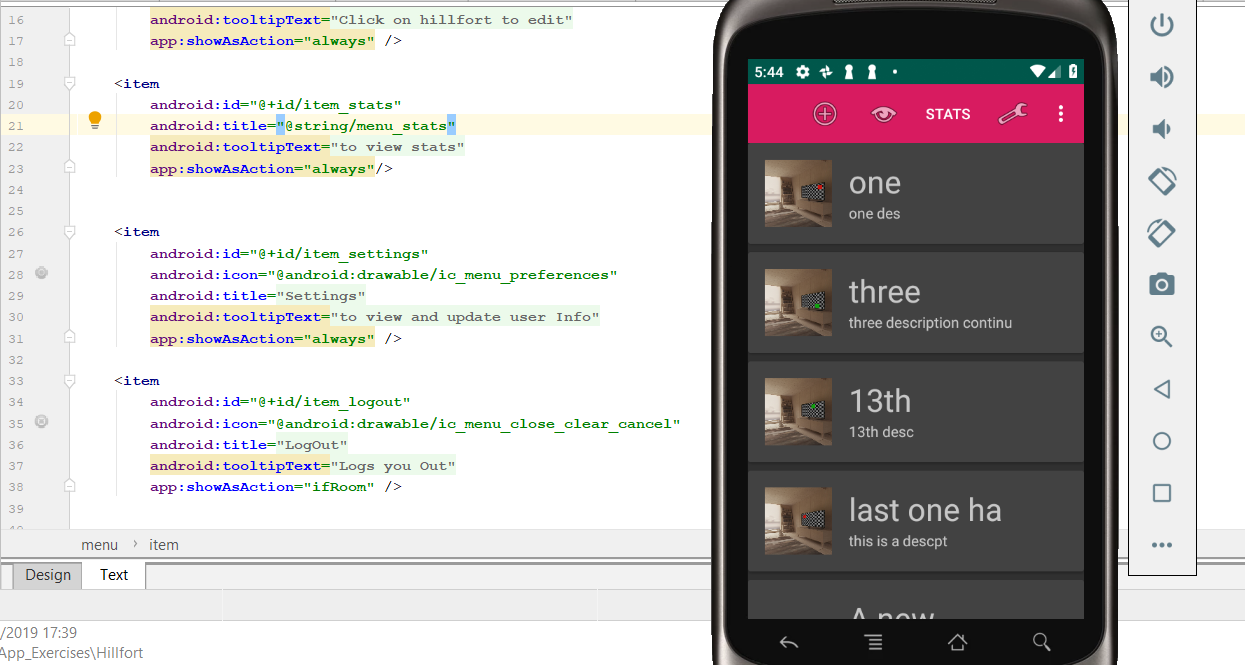 16 android:tooltipText="Click on hillfort to edit"
17 app:showAsAction="always" />
18
19 <item
20 android:id="@+id/item_stats"
21 android:title="@string/menu_stats"
22 android:tooltipText="to view stats"
23 app:showAsAction="always"/>
24
25
26 <item
27 android:id="@+id/item_settings"
28 android:icon="@android:drawable/ic_menu_preferences"
29 android:title="Settings"
30 android:tooltipText="to view and update user Info"
31 app:showAsAction="always" />
32
33 <item
34 android:id="@+id/item_logout"
35 android:icon="@android:drawable/ic_menu_close_clear_cancel"
36 android:title="LogOut"
37 android:tooltipText="Logs you Out"
38 app:showAsAction="ifRoom" />
39
menu › item
Design Text
/2019 17:39
App_Exercises\Hillfort
5:44
STATS
one
one des
three
three description continu
13th
13th desc
last one ha
this is a descpt
A new